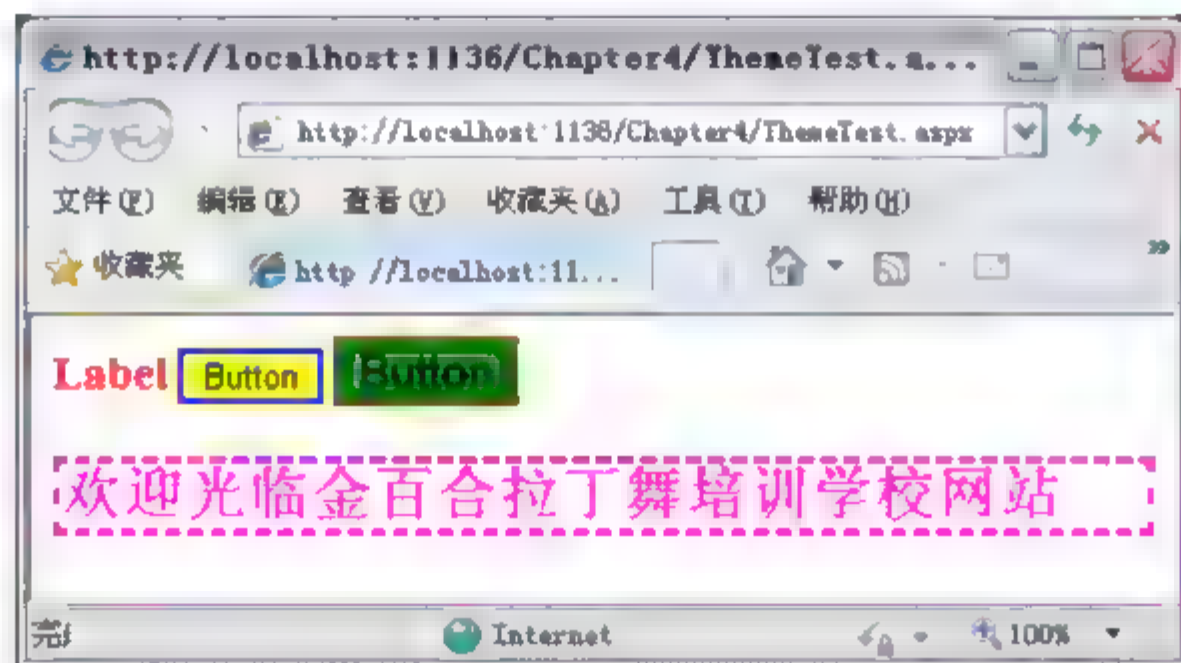 http://localhost:1136/Chapter4/ThemeTest.a...
http://localhost:1136/Chapter4/ThemeTest.aspx
文件(F) 编辑(E) 查看(V) 收藏夹(A) 工具(T) 帮助(H)
收藏夹 http://localhost:11...
Label Button Button
欢迎光临金百合拉丁舞培训学校网站
Internet 100%